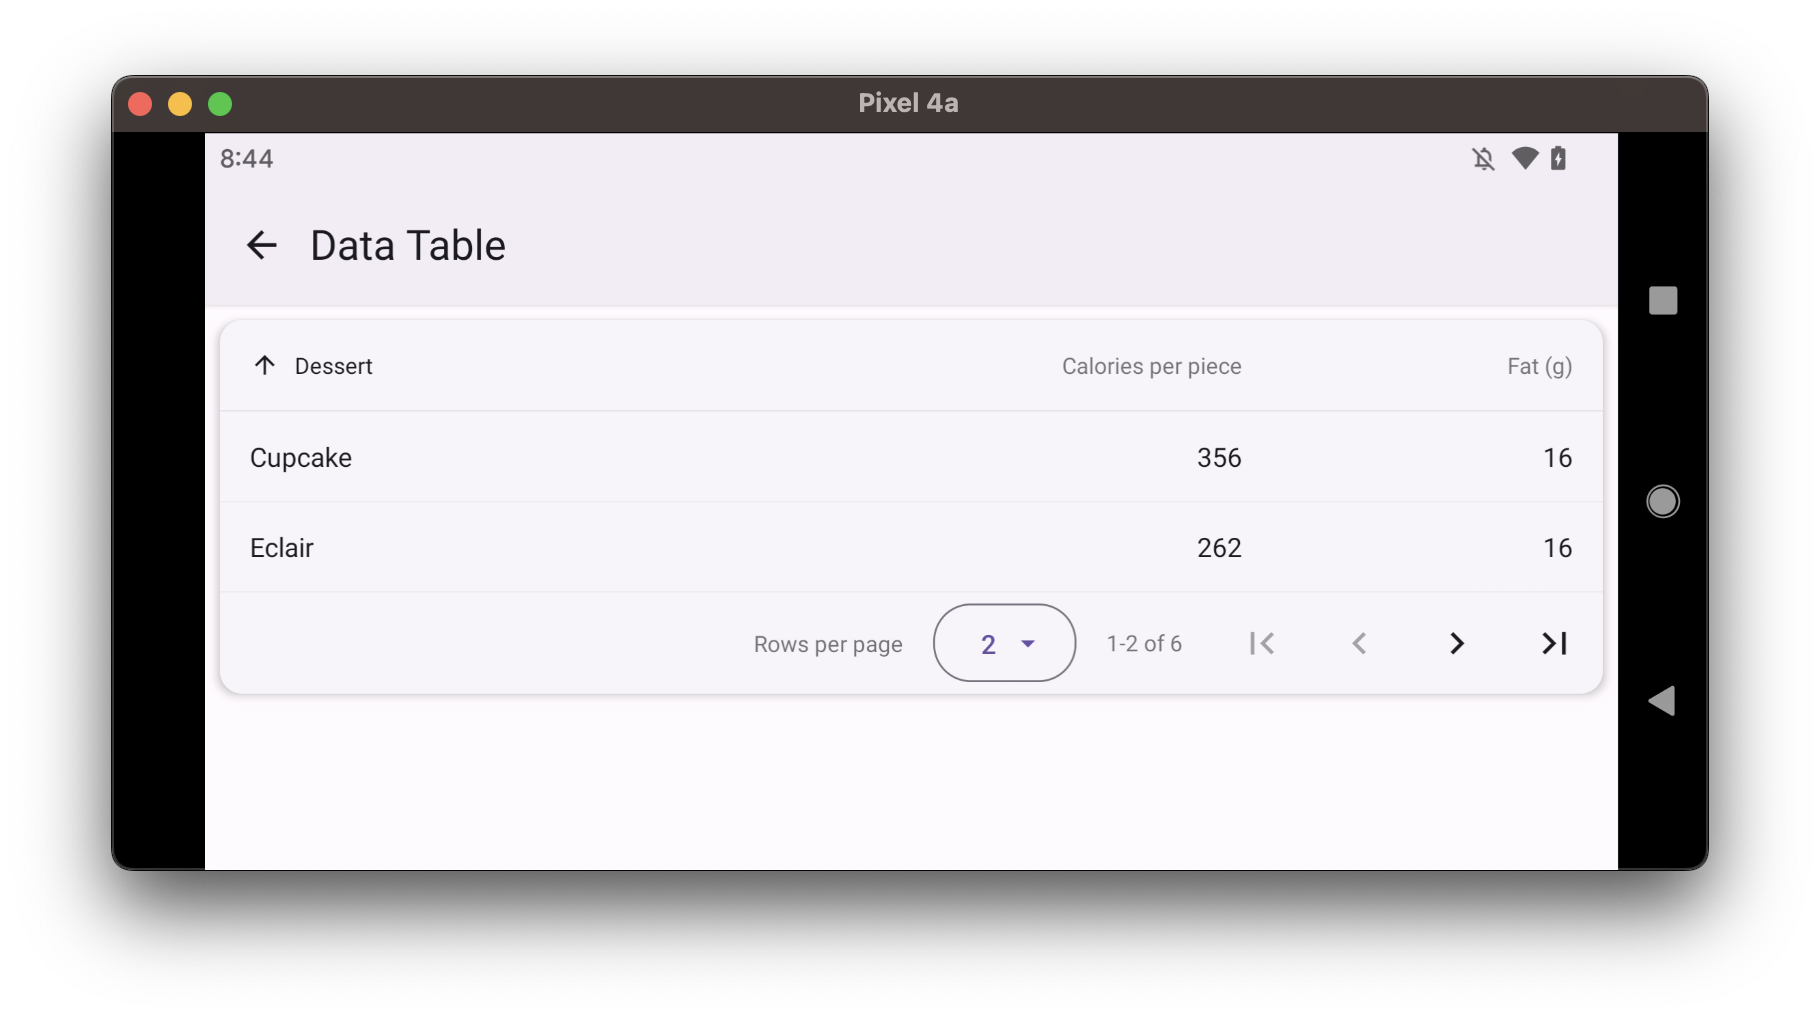 Pixel 4a
8:44
Data Table
Dessert Calories per piece Fat (g)
Cupcake 356 16
Eclair 262 16
Rows per page 2 1-2 of 6